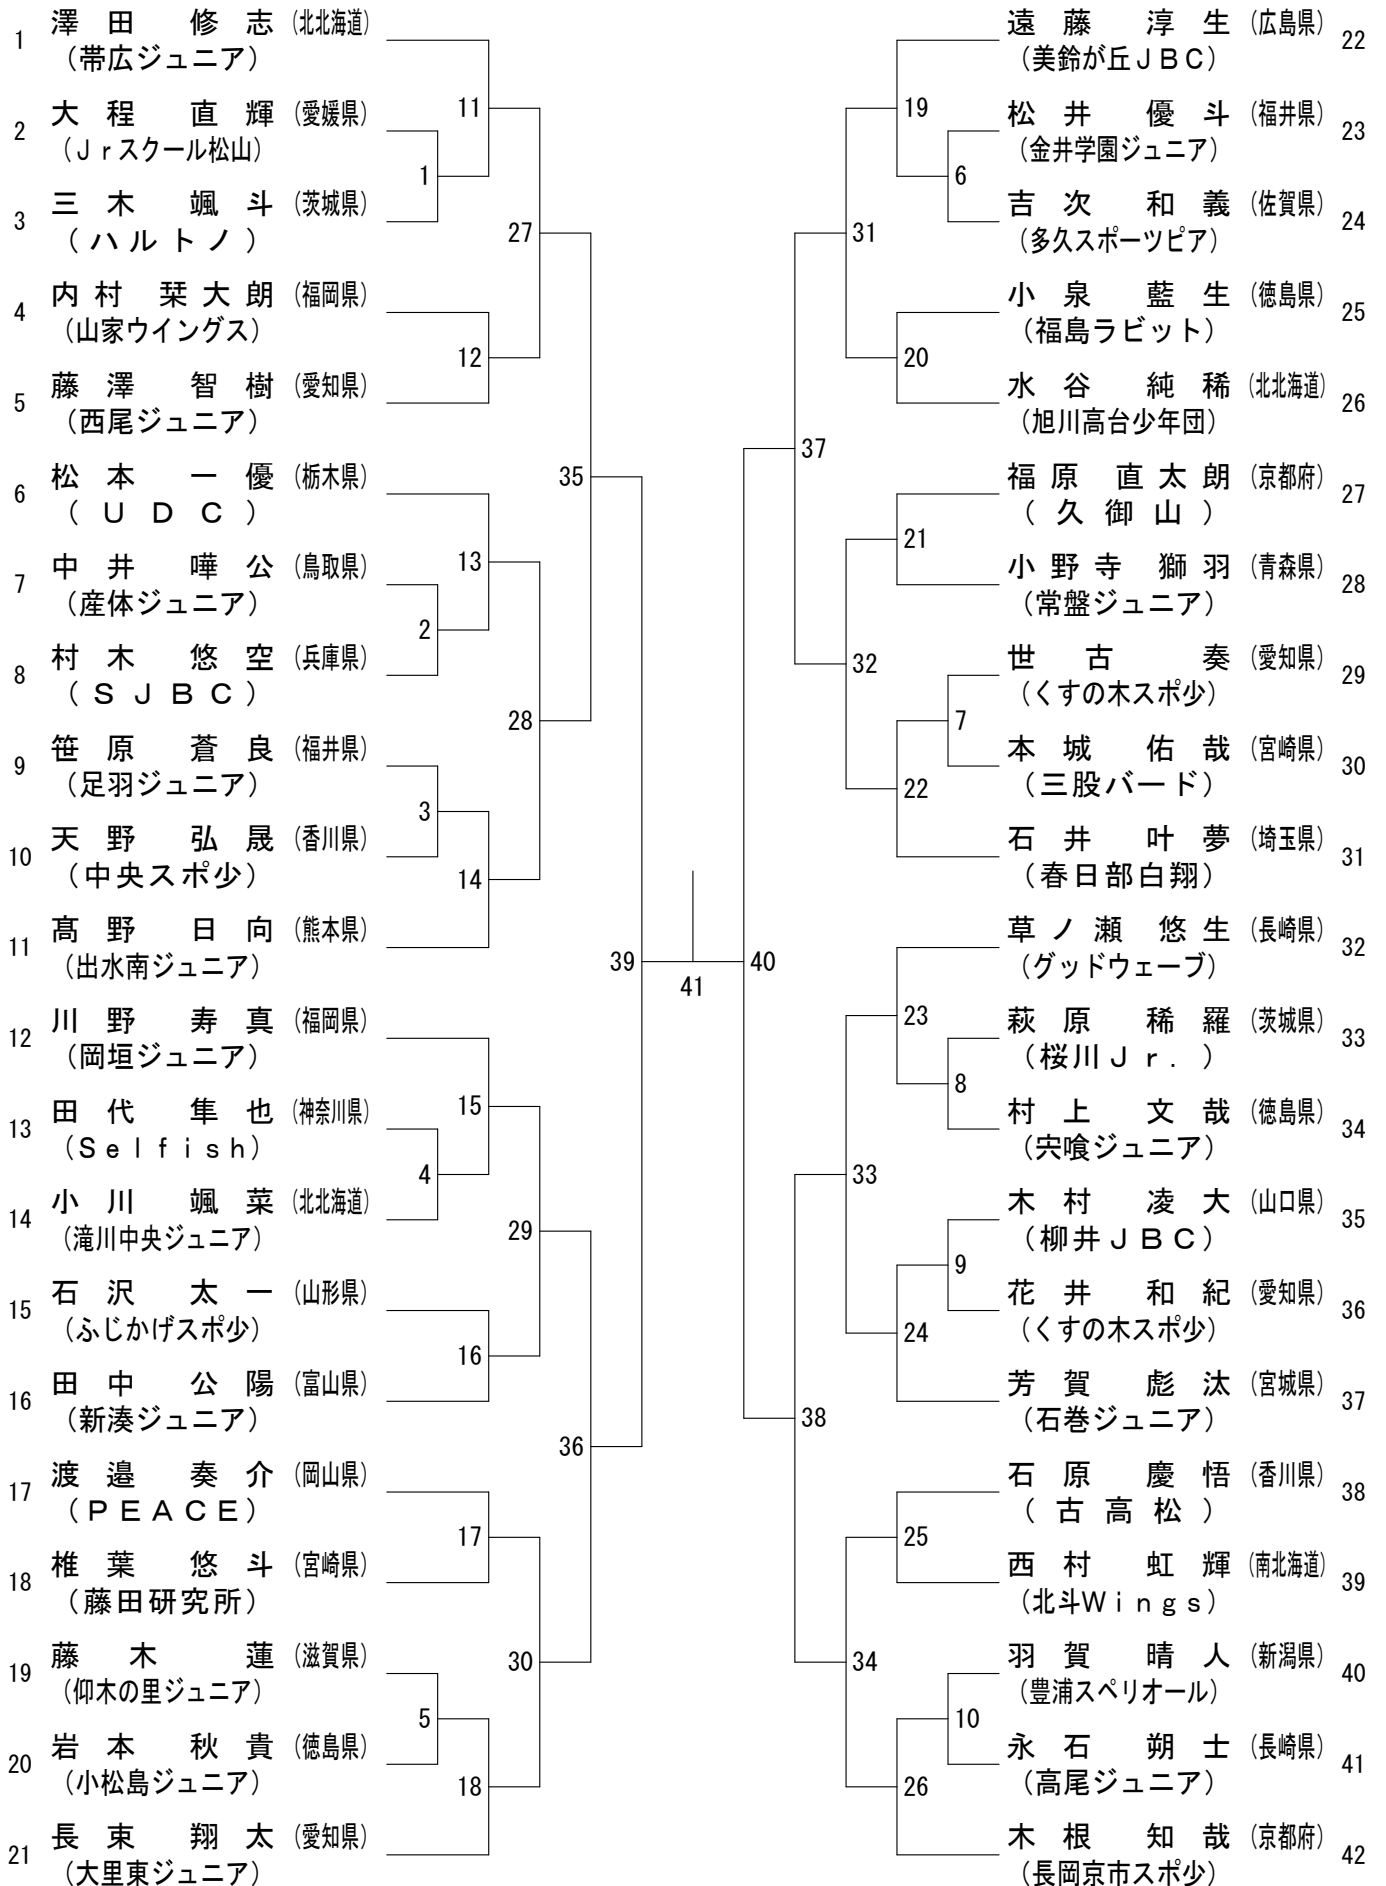 1 澤田 修志 (北北海道)
(帯広ジュニア)
2 大程 直輝 (愛媛県)
(Ｊｒスクール松山)
3 三木 颯斗 (茨城県)
(ハルトノ)
4 内村 栞大朗 (福岡県)
(山家ウイングス)
5 藤澤 智樹 (愛知県)
(西尾ジュニア)
6 松本 一優 (栃木県)
(ＵＤＣ)
7 中井 嘩公 (鳥取県)
(産体ジュニア)
8 村木 悠空 (兵庫県)
(ＳＪＢＣ)
9 笹原 蒼良 (福井県)
(足羽ジュニア)
10 天野 弘晟 (香川県)
(中央スポ少)
11 髙野 日向 (熊本県)
(出水南ジュニア)
12 川野 寿真 (福岡県)
(岡垣ジュニア)
13 田代 隼也 (神奈川県)
(Ｓｅｌｆｉｓｈ)
14 小川 颯菜 (北北海道)
(滝川中央ジュニア)
15 石沢 太一 (山形県)
(ふじかげスポ少)
16 田中 公陽 (富山県)
(新湊ジュニア)
17 渡邉 奏介 (岡山県)
(ＰＥＡＣＥ)
18 椎葉 悠斗 (宮崎県)
(藤田研究所)
19 藤木 蓮 (滋賀県)
(仰木の里ジュニア)
20 岩本 秋貴 (徳島県)
(小松島ジュニア)
21 長束 翔太 (愛知県)
(大里東ジュニア)
11
1
27
12
35
13
2
28
3
14
39
15
4
29
16
36
17
30
5
18
41
40
19
6
31
20
37
21
32
7
22
23
8
33
9
24
38
25
34
10
26
遠藤 淳生 (広島県) 22
(美鈴が丘ＪＢＣ)
松井 優斗 (福井県) 23
(金井学園ジュニア)
吉次 和義 (佐賀県) 24
(多久スポーツピア)
小泉 藍生 (徳島県) 25
(福島ラビット)
水谷 純稀 (北北海道) 26
(旭川高台少年団)
福原 直太朗 (京都府) 27
(久御山)
小野寺 獅羽 (青森県) 28
(常盤ジュニア)
世古 奏 (愛知県) 29
(くすの木スポ少)
本城 佑哉 (宮崎県) 30
(三股バード)
石井 叶夢 (埼玉県) 31
(春日部白翔)
草ノ瀬 悠生 (長崎県) 32
(グッドウェーブ)
萩原 稀羅 (茨城県) 33
(桜川Ｊｒ．)
村上 文哉 (徳島県) 34
(宍喰ジュニア)
木村 凌大 (山口県) 35
(柳井ＪＢＣ)
花井 和紀 (愛知県) 36
(くすの木スポ少)
芳賀 彪汰 (宮城県) 37
(石巻ジュニア)
石原 慶悟 (香川県) 38
(古高松)
西村 虹輝 (南北海道) 39
(北斗Ｗｉｎｇｓ)
羽賀 晴人 (新潟県) 40
(豊浦スペリオール)
永石 朔士 (長崎県) 41
(高尾ジュニア)
木根 知哉 (京都府) 42
(長岡京市スポ少)